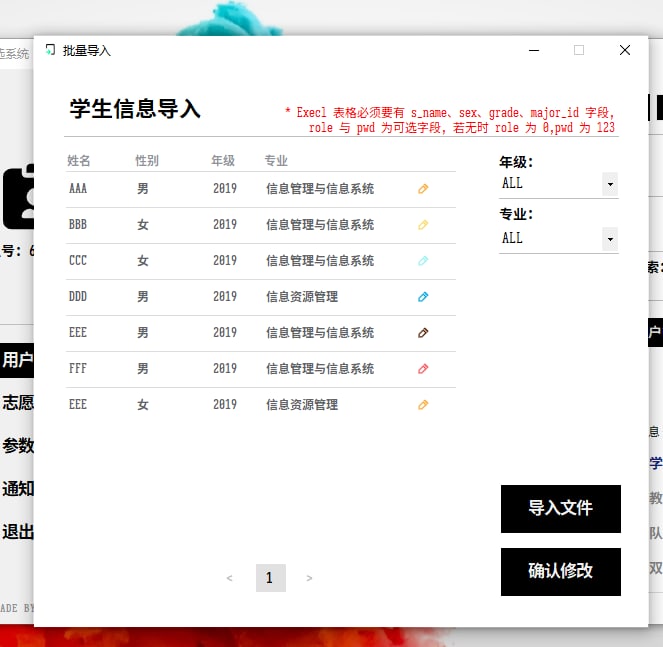 批量导入
学生信息导入
* Execl 表格必须要有 s_name、sex、grade、major_id 字段,
role 与 pwd 为可选字段, 若无时 role 为 0,pwd 为 123
姓名 性别 年级 专业
AAA 男 2019 信息管理与信息系统
BBB 女 2019 信息管理与信息系统
CCC 女 2019 信息管理与信息系统
DDD 男 2019 信息资源管理
EEE 男 2019 信息管理与信息系统
FFF 男 2019 信息管理与信息系统
EEE 女 2019 信息资源管理
年级:
ALL
专业:
ALL
导入文件
确认修改
< 1 >
选系统
号: 6
用户
志愿
参数
通知
退出
ADE BY
索:
户
息
学
教
队
双